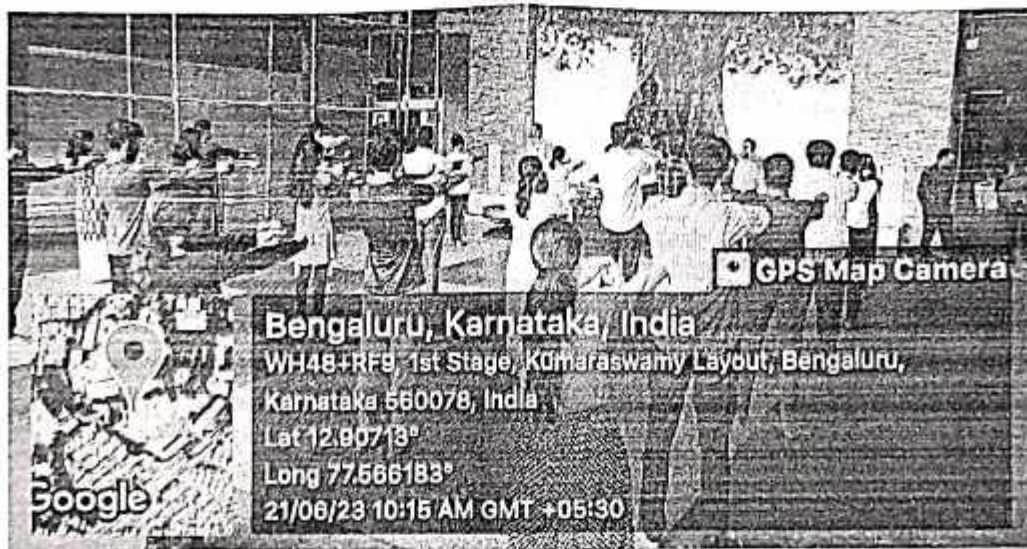 GPS Map Camera
Bengaluru, Karnataka, India
WH48+RF9, 1st Stage, Kumaraswamy Layout, Bengaluru,
Karnataka 560078, India
Lat 12.90713°
Long 77.566183°
21/06/23 10:15 AM GMT +05:30
Google